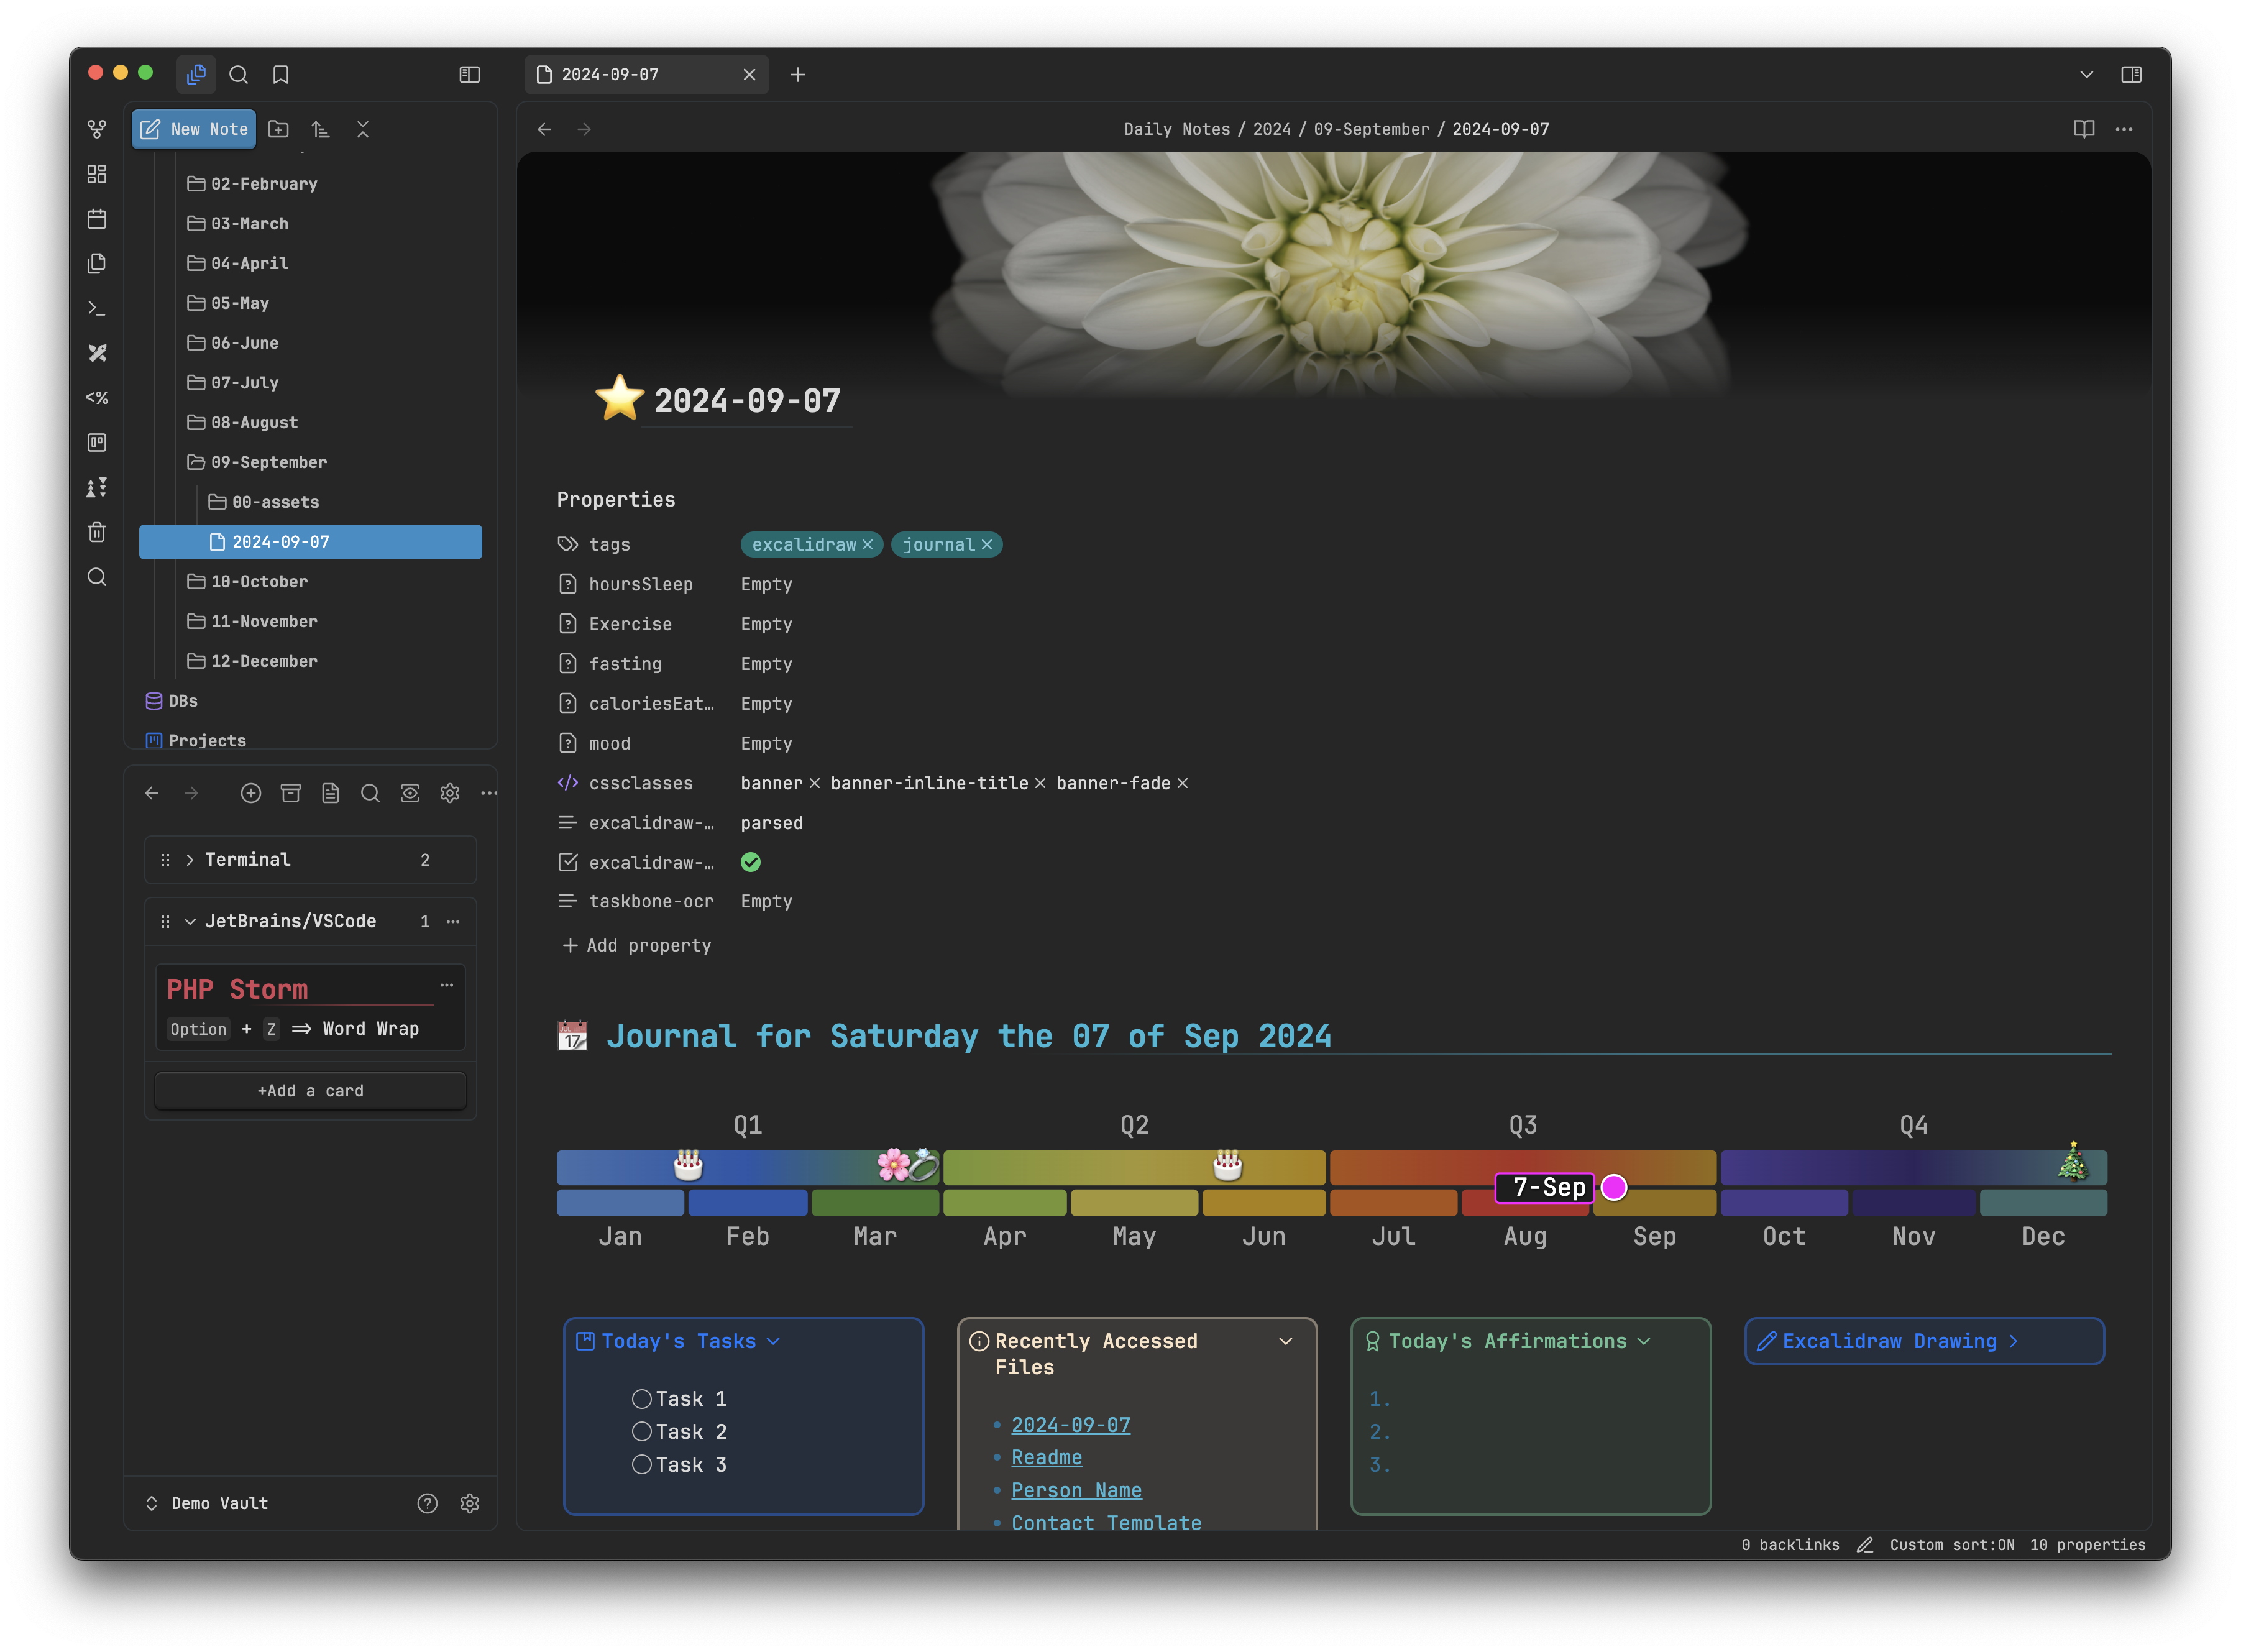 2024-09-07
New Note
Daily Notes / 2024 / 09-September / 2024-09-07
02-February
03-March
04-April
05-May
06-June
07-July
08-August
09-September
00-assets
2024-09-07
10-October
11-November
12-December
DBs
Projects
Terminal 2
JetBrains/VSCode 1
PHP Storm
Option + Z ⇒ Word Wrap
+Add a card
Demo Vault
2024-09-07
Properties
tags excalidraw journal
hoursSleep Empty
Exercise Empty
fasting Empty
caloriesEat… Empty
mood Empty
cssclasses banner banner-inline-title banner-fade
excalidraw-… parsed
excalidraw-…
taskbone-ocr Empty
Add property
JUL 17 Journal for Saturday the 07 of Sep 2024
Q1 Q2 Q3 Q4
7-Sep
Jan Feb Mar Apr May Jun Jul Aug Sep Oct Nov Dec
Today's Tasks
Task 1
Task 2
Task 3
Recently Accessed
Files
2024-09-07
Readme
Person Name
Contact Template
Today's Affirmations
1.
2.
3.
Excalidraw Drawing
0 backlinks Custom sort:ON 10 properties